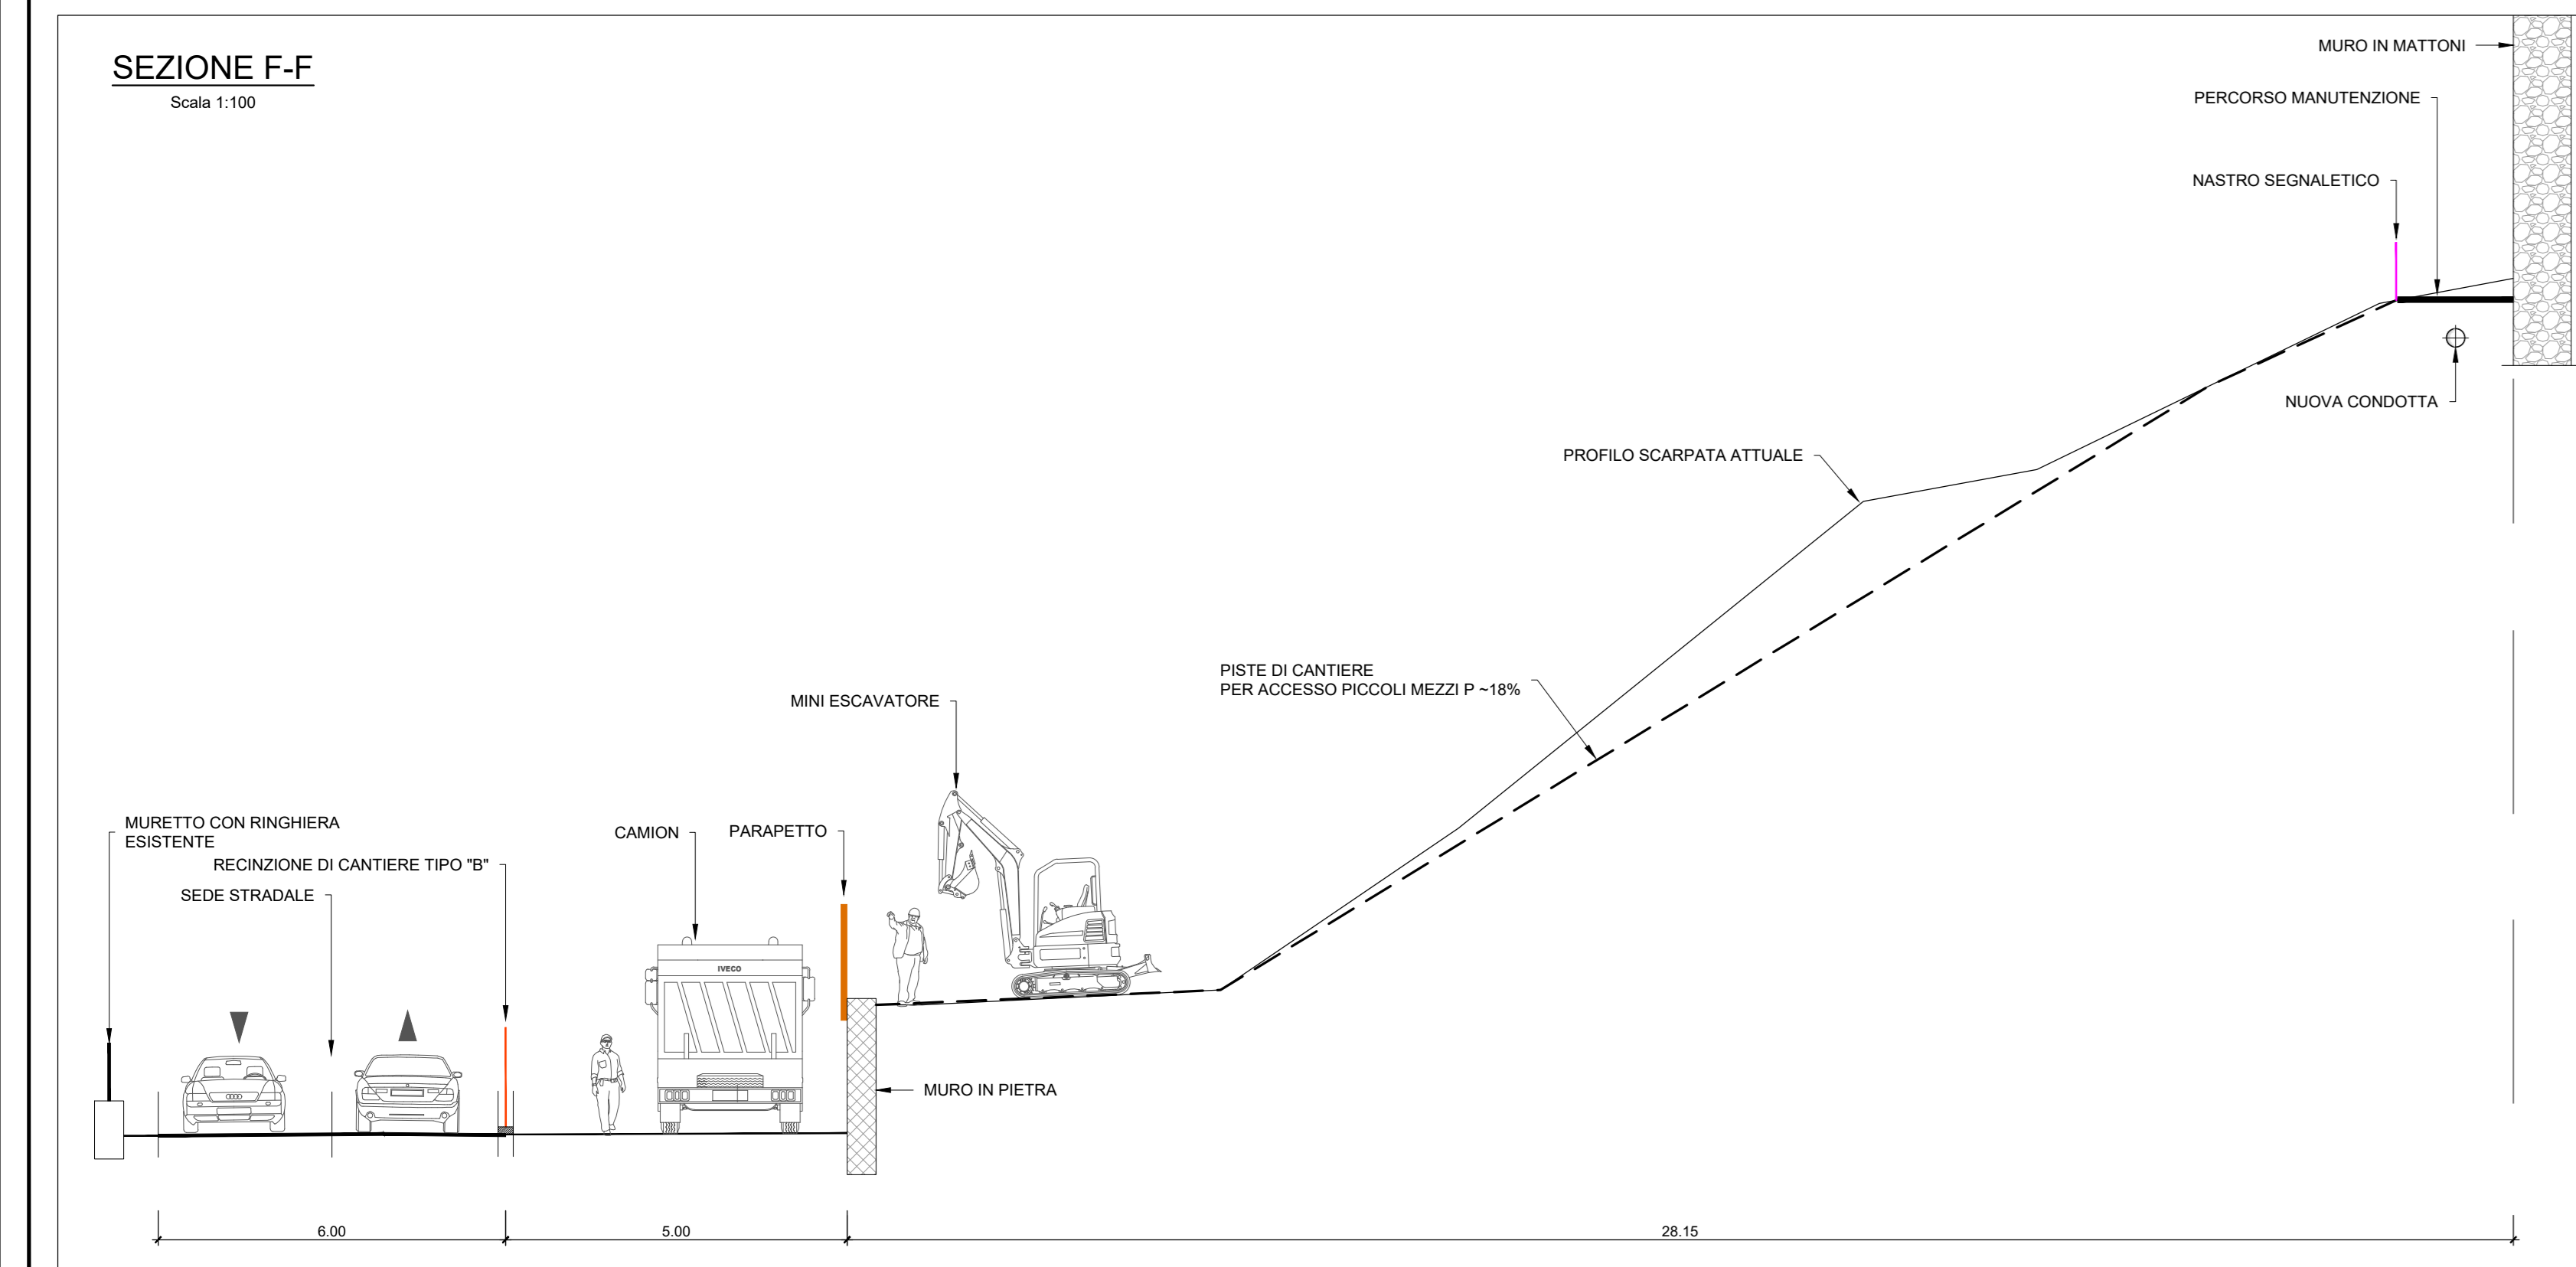 SEZIONE F-F
Scala 1:100
MURO IN MATTONI
PERCORSO MANUTENZIONE
NASTRO SEGNALETICO
NUOVA CONDOTTA
PROFILO SCARPATA ATTUALE
PISTE DI CANTIERE
PER ACCESSO PICCOLI MEZZI P ~18%
MINI ESCAVATORE
MURETTO CON RINGHIERA
ESISTENTE
CAMION
PARAPETTO
RECINZIONE DI CANTIERE TIPO "B"
SEDE STRADALE
IVECO
MURO IN PIETRA
6.00
5.00
28.15